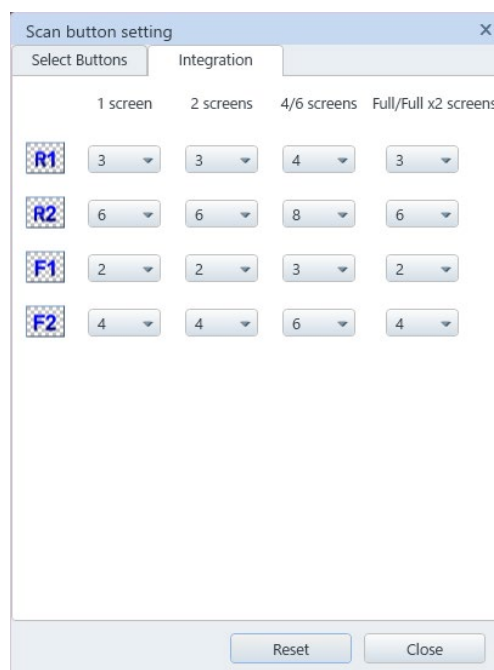 Scan button setting
Select Buttons Integration
1 screen 2 screens 4/6 screens Full/Full x2 screens
R1 3 3 4 3
R2 6 6 8 6
F1 2 2 3 2
F2 4 4 6 4
Reset Close